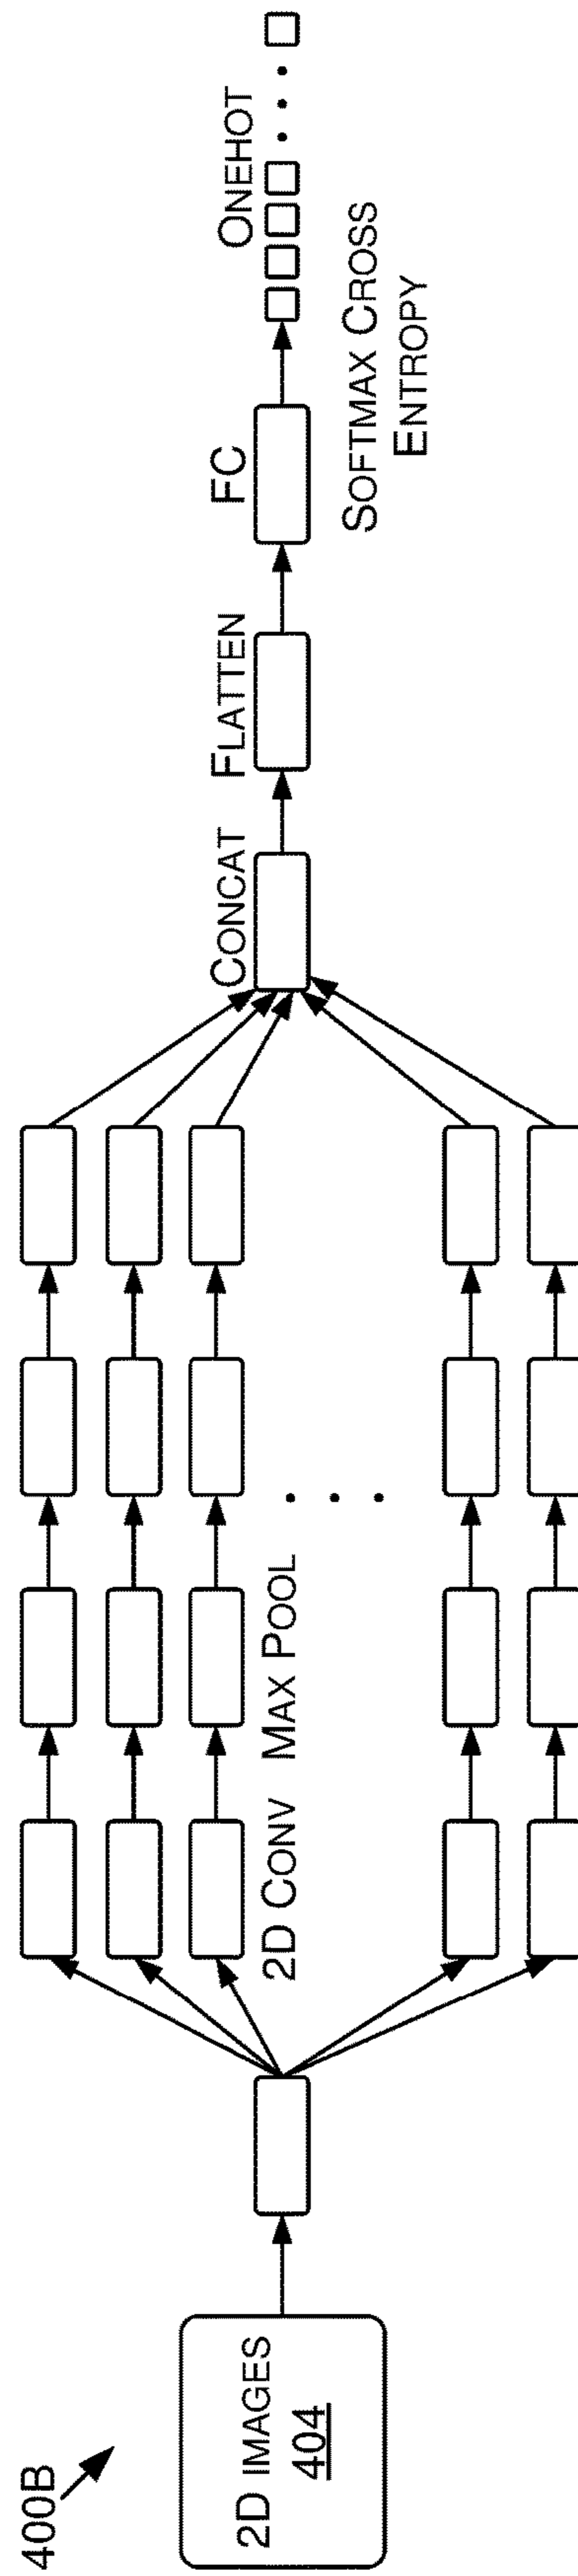 400B
2D IMAGES
404
2D CONV
MAX POOL
CONCAT
FLATTEN
FC
SOFTMAX CROSS
ENTROPY
ONEHOT